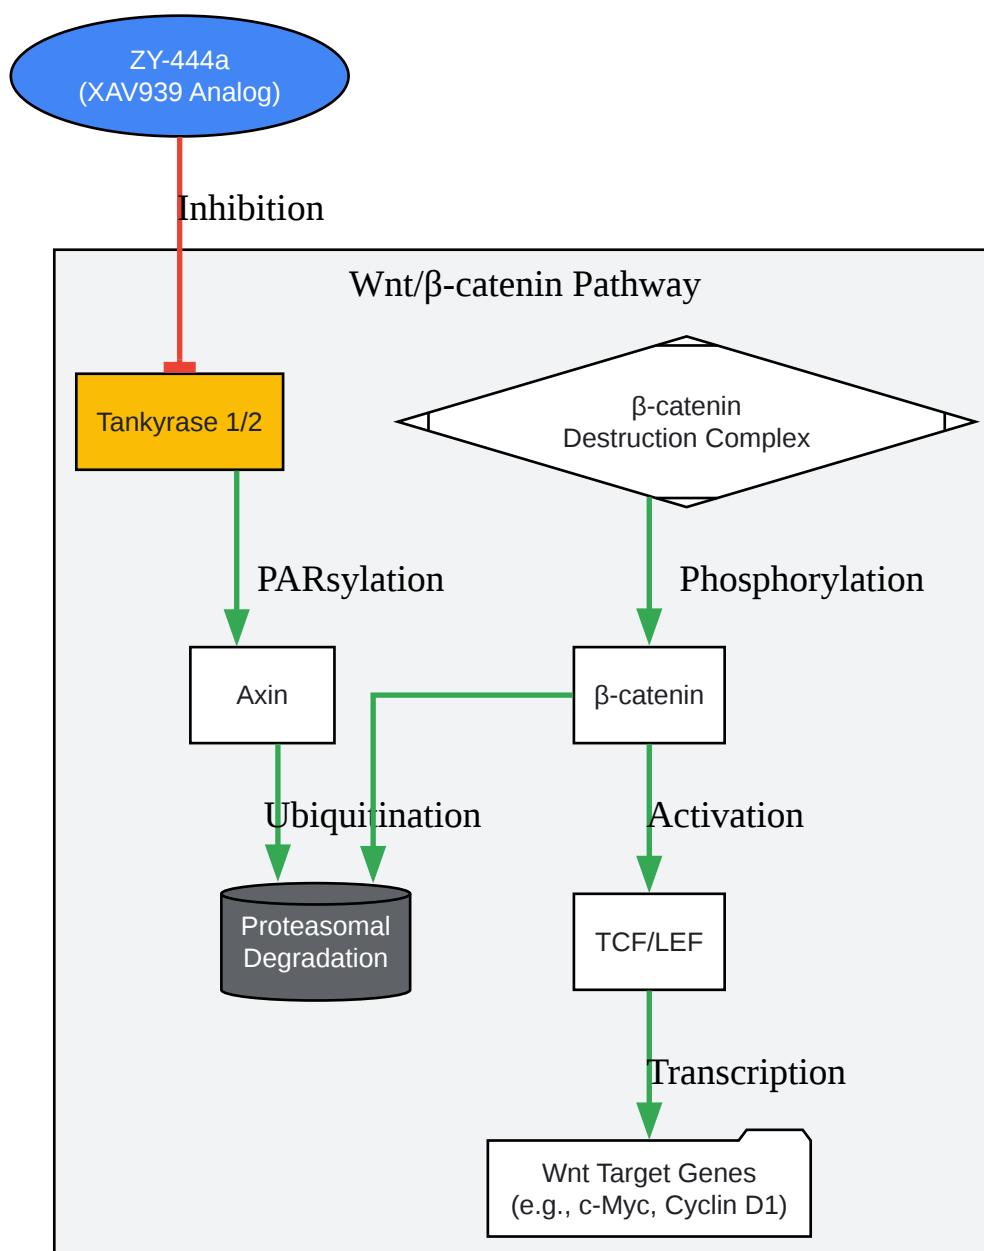 ZY-444a
(XAV939 Analog)
Inhibition
Wnt/β-catenin Pathway
Tankyrase 1/2
β-catenin
Destruction Complex
PARsylation
Phosphorylation
Axin
β-catenin
Ubiquitination
Activation
Proteasomal
Degradation
TCF/LEF
Transcription
Wnt Target Genes
(e.g., c-Myc, Cyclin D1)